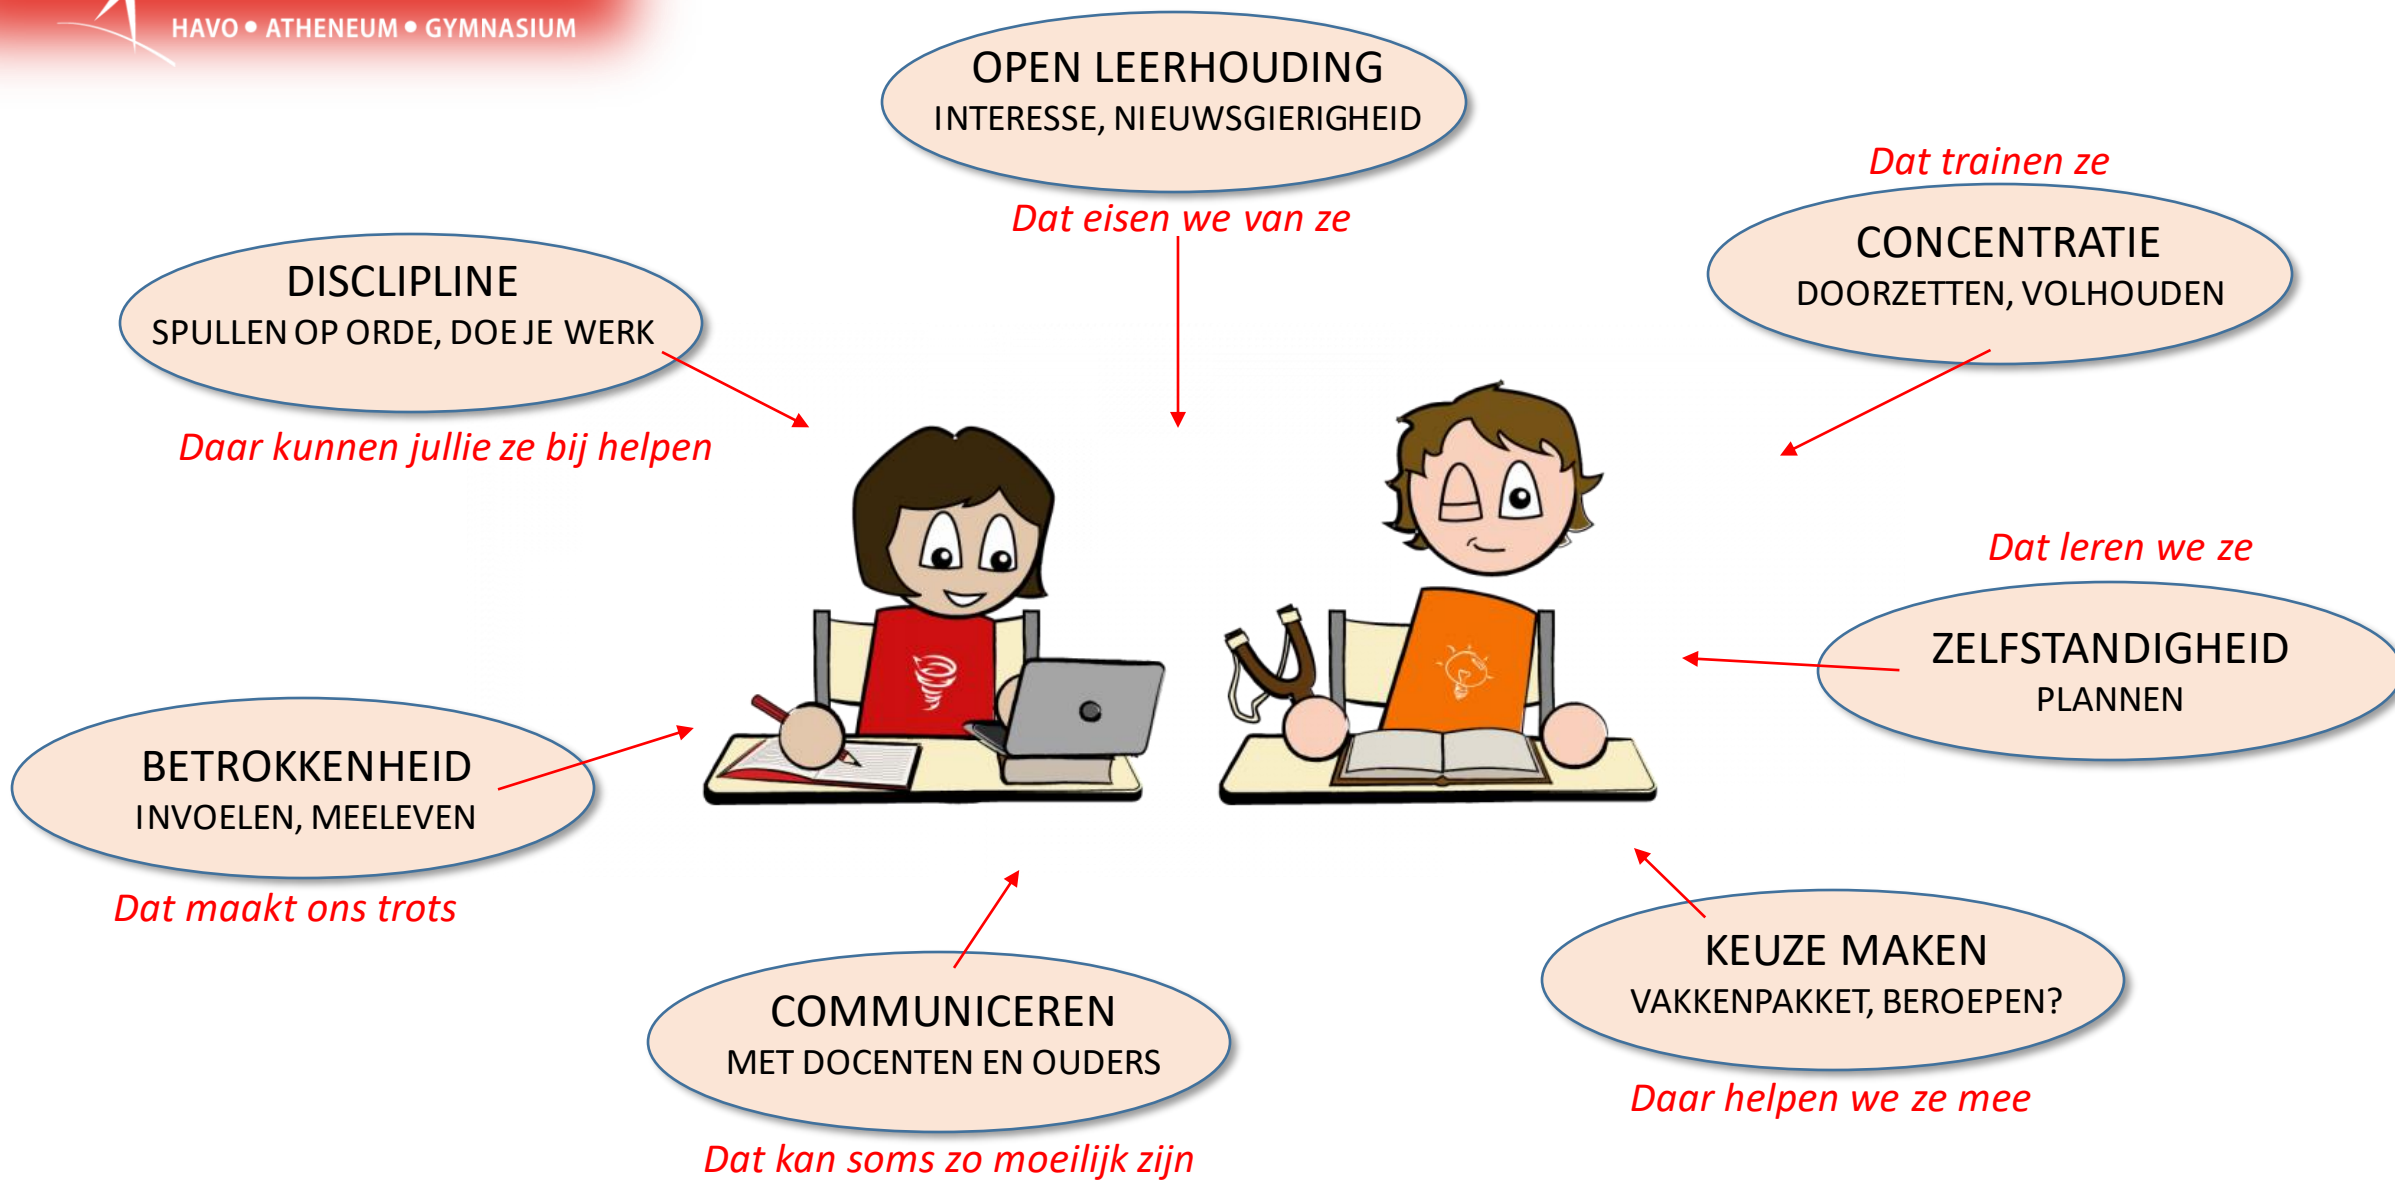 HAVO • ATHENEUM • GYMNASIUM
OPEN LEERHOUDING
INTERESSE, NIEUWSGIERIGHEID
Dat eisen we van ze
Dat trainen ze
CONCENTRATIE
DOORZETTEN, VOLHOUDEN
DISCLIPLINE
SPULLEN OP ORDE, DOE JE WERK
Daar kunnen jullie ze bij helpen
Dat leren we ze
ZELFSTANDIGHEID
PLANNEN
BETROKKENHEID
INVOELEN, MEELEVEN
Dat maakt ons trots
KEUZE MAKEN
VAKKENPAKKET, BEROEPEN?
Daar helpen we ze mee
COMMUNICEREN
MET DOCENTEN EN OUDERS
Dat kan soms zo moeilijk zijn